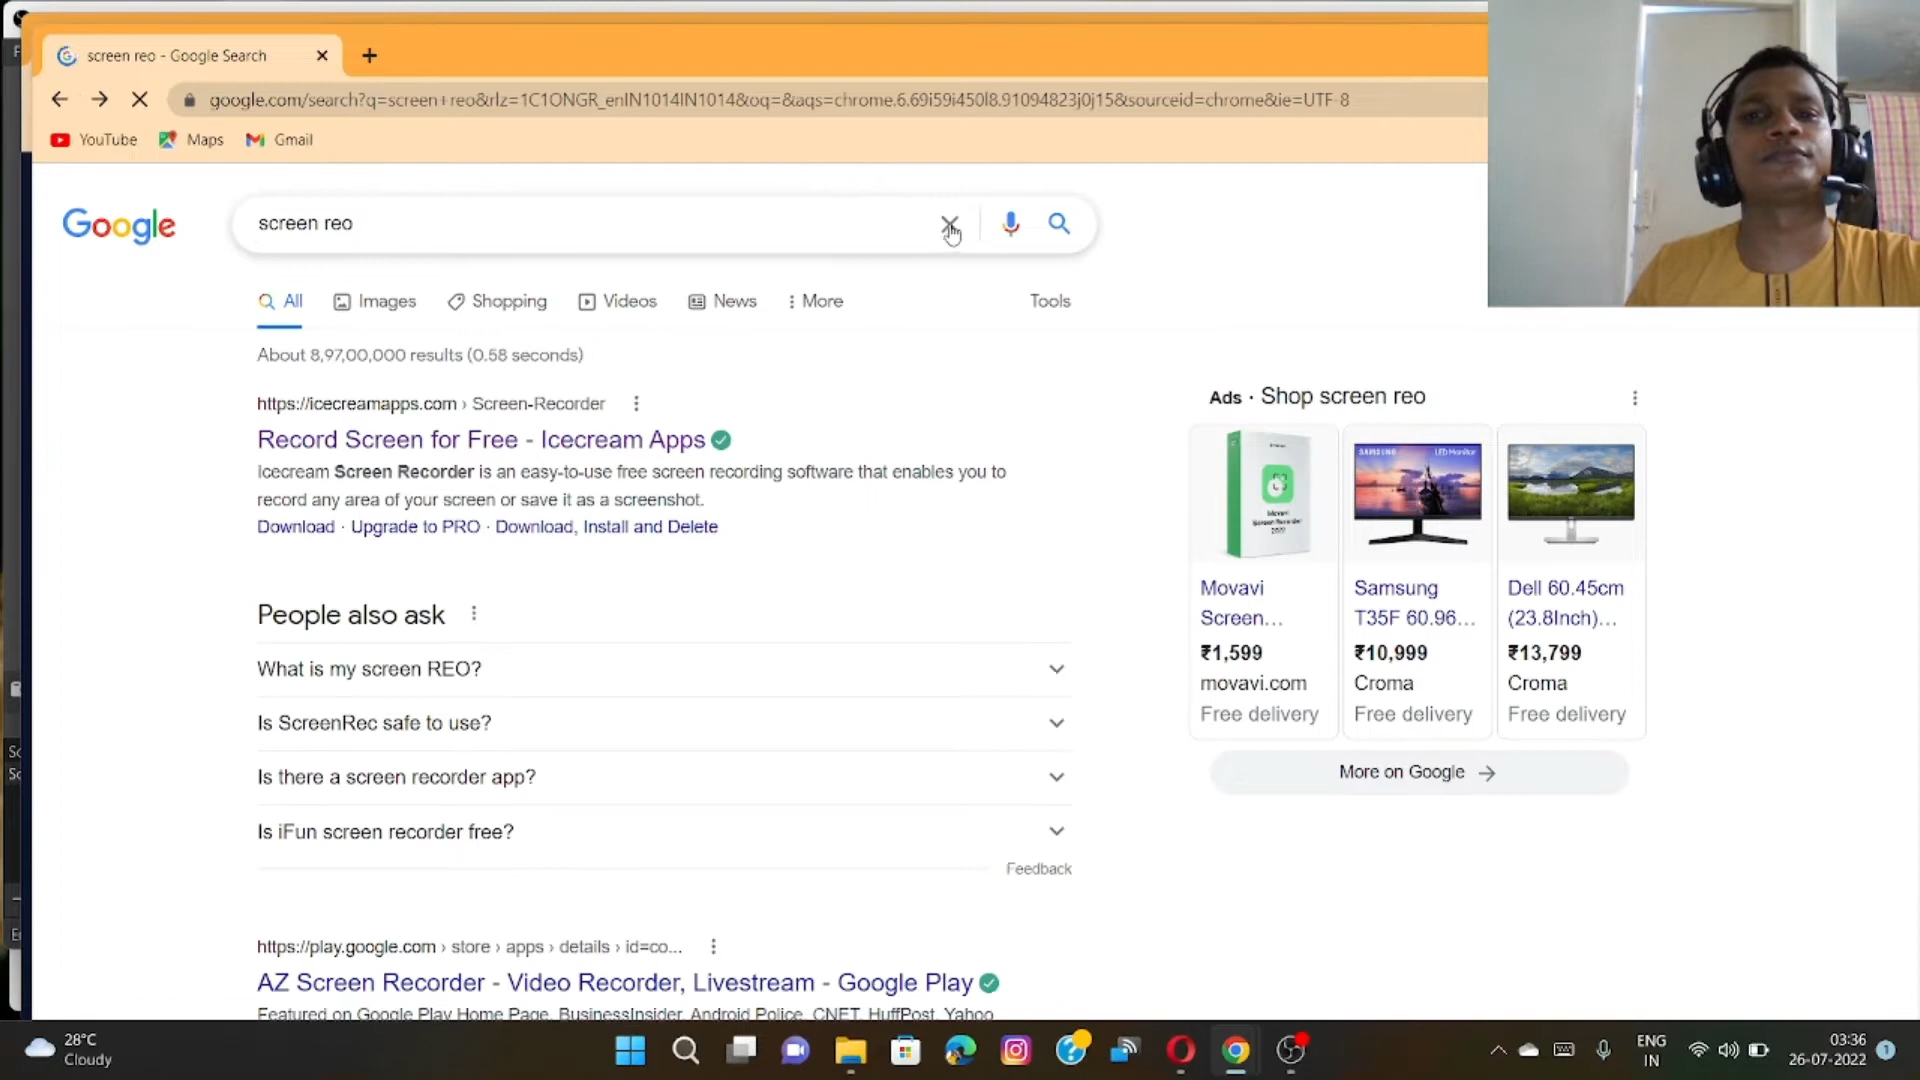 screen reo - Google Search
google.com/search?q=screen+reo&rlz=1C1ONGR_enIN1014IN1014&oq=&aqs=chrome.6.69i59i450l8.91094823j0j15&sourceid=chrome&ie=UTF-8
YouTube Maps Gmail
Google
screen reo
All Images Shopping Videos News More Tools
About 8,97,00,000 results (0.58 seconds)
https://icecreamapps.com › Screen-Recorder
Record Screen for Free - Icecream Apps
Icecream Screen Recorder is an easy-to-use free screen recording software that enables you to
record any area of your screen or save it as a screenshot.
Download · Upgrade to PRO · Download, Install and Delete
People also ask
What is my screen REO?
Is ScreenRec safe to use?
Is there a screen recorder app?
Is iFun screen recorder free?
Feedback
https://play.google.com › store › apps › details › id=co...
AZ Screen Recorder - Video Recorder, Livestream - Google Play
Featured on Google Play Home Page, BusinessInsider, Android Police, CNET, HuffPost, Yahoo
Ads · Shop screen reo
Movavi
Screen
Recorder
2022
SAMSUNG LED Monitor
Movavi
Screen...
₹1,599
movavi.com
Free delivery
Samsung
T35F 60.96...
₹10,999
Croma
Free delivery
Dell 60.45cm
(23.8Inch)...
₹13,799
Croma
Free delivery
More on Google
28°C
Cloudy
ENG
IN
03:36
26-07-2022
1